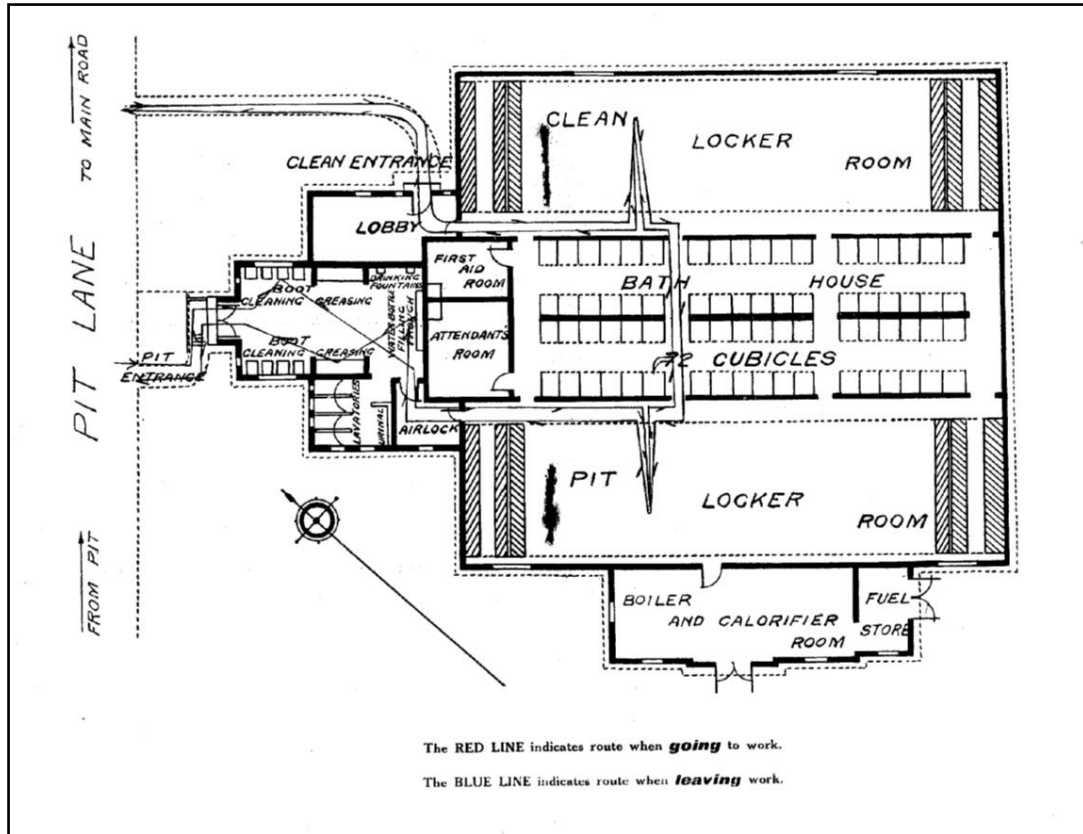 TO MAIN ROAD
PIT LANE
FROM PIT
CLEAN ENTRANCE
LOBBY
CLEAN
LOCKER
ROOM
FIRST
AID
ROOM
ATTENDANTS
ROOM
BATH HOUSE
72 CUBICLES
DRINKING
FOUNTAINS
WATER BOTTLE
FILLING
TROUGH
BOOT
CLEANING GREASING
BOOT
CLEANING GREASING
PIT
ENTRANCE
LAVATORIES
URINAL
AIRLOCK
PIT
LOCKER
ROOM
BOILER
AND CALORIFIER
ROOM
FUEL
STORE
The RED LINE indicates route when going to work.
The BLUE LINE indicates route when leaving work.